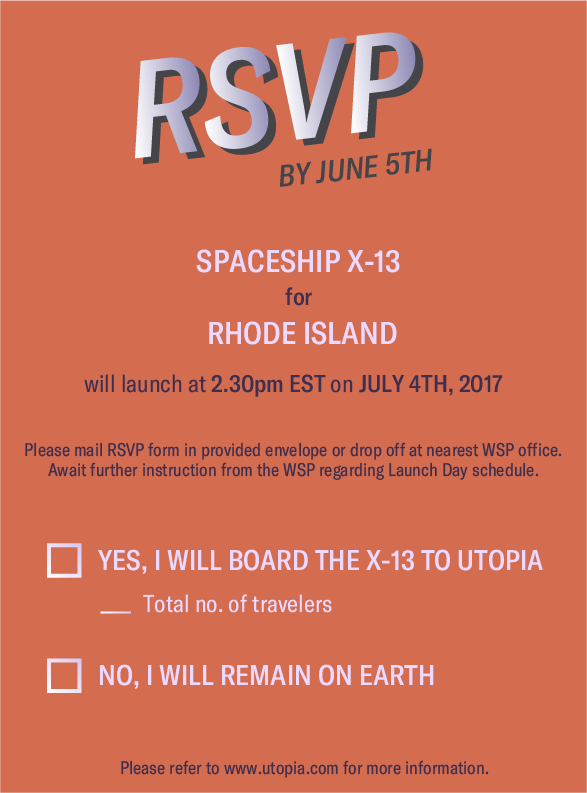 RSVP
BY JUNE 5TH
SPACESHIP X-13
for
RHODE ISLAND
will launch at 2.30pm EST on JULY 4TH, 2017
Please mail RSVP form in provided envelope or drop off at nearest WSP office.
Await further instruction from the WSP regarding Launch Day schedule.
YES, I WILL BOARD THE X-13 TO UTOPIA
__ Total no. of travelers
NO, I WILL REMAIN ON EARTH
Please refer to www.utopia.com for more information.